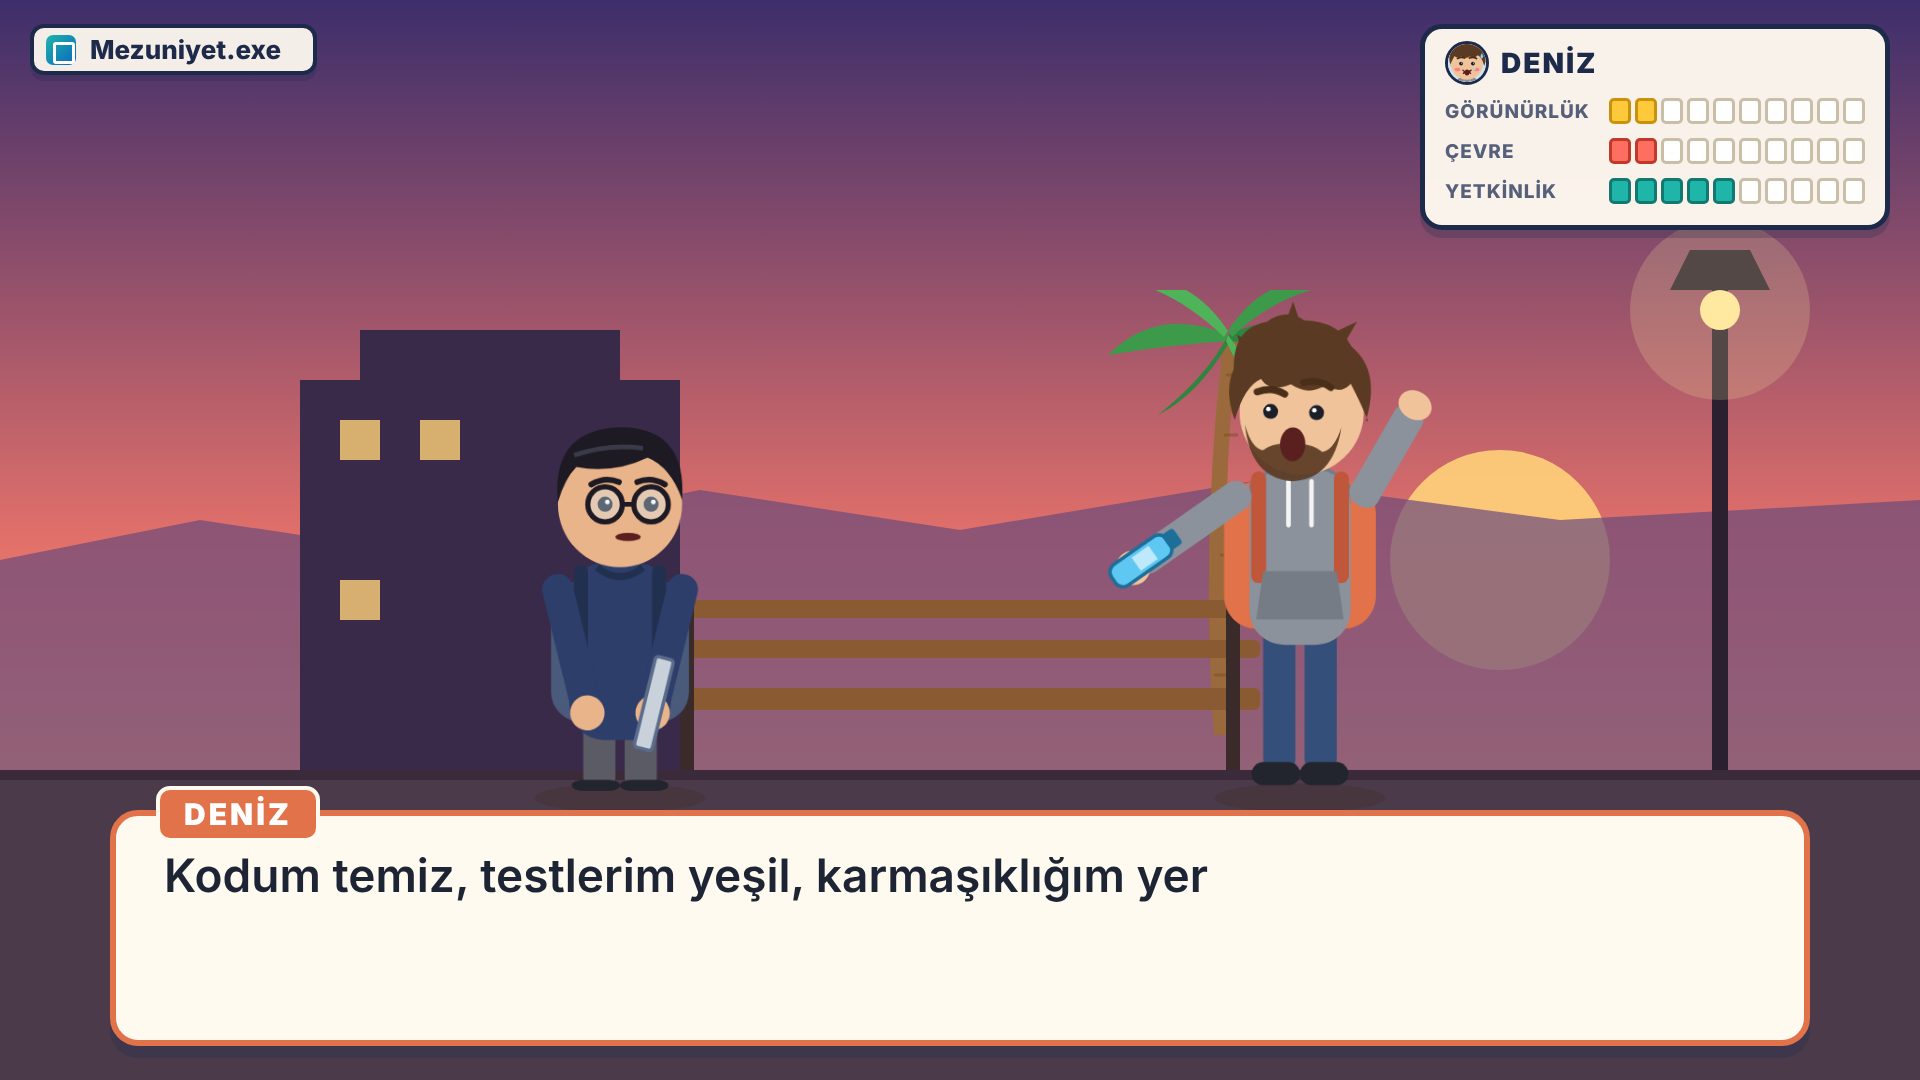 Mezuniyet.exe
DENİZ
GÖRÜNÜRLÜK
ÇEVRE
YETKİNLİK
DENİZ
Kodum temiz, testlerim yeşil, karmaşıklığım yer